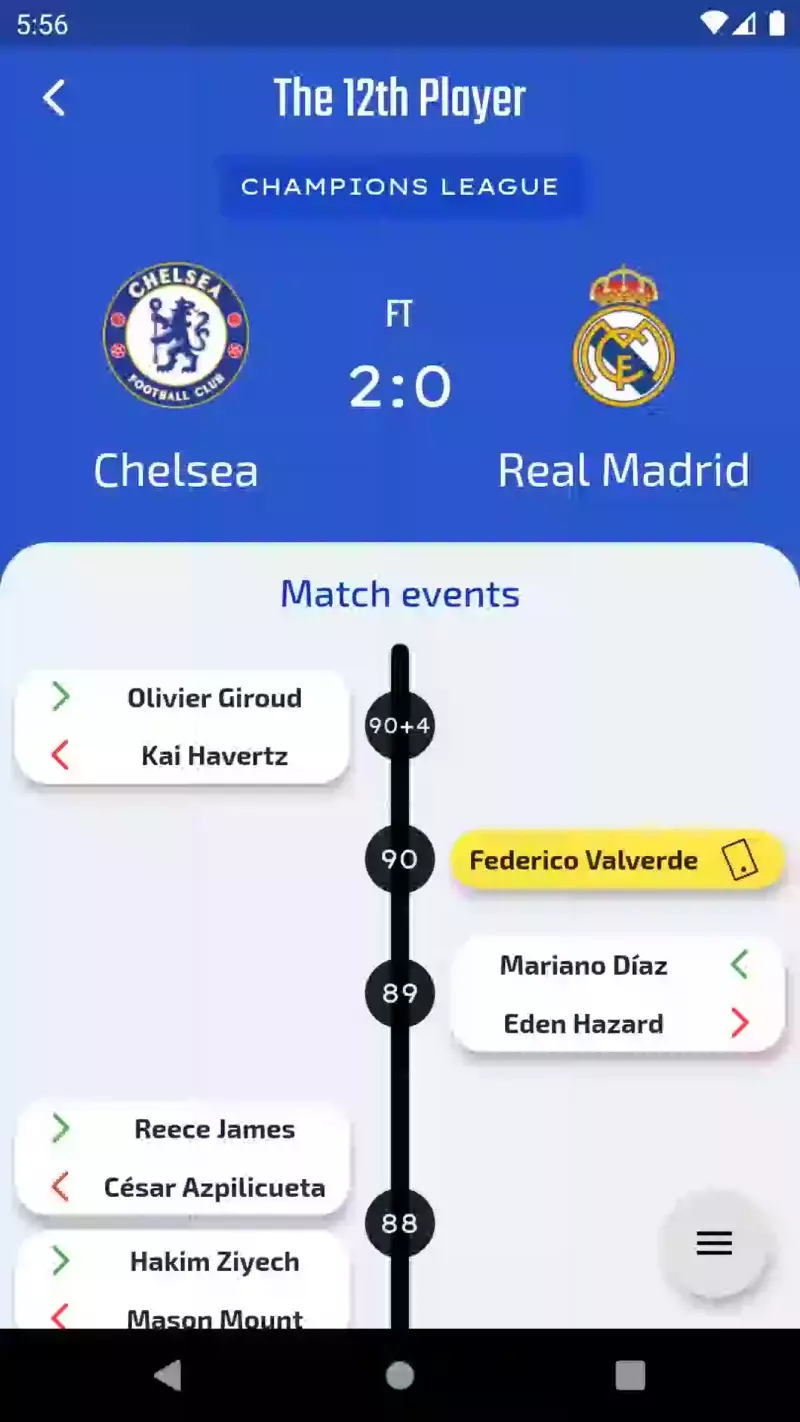 5:56
The 12th Player
CHAMPIONS LEAGUE
CHELSEA
FOOTBALL CLUB
FT
2:0
Chelsea
Real Madrid
Match events
Olivier Giroud
Kai Havertz
90+4
90
Federico Valverde
89
Mariano Díaz
Eden Hazard
Reece James
César Azpilicueta
88
Hakim Ziyech
Mason Mount